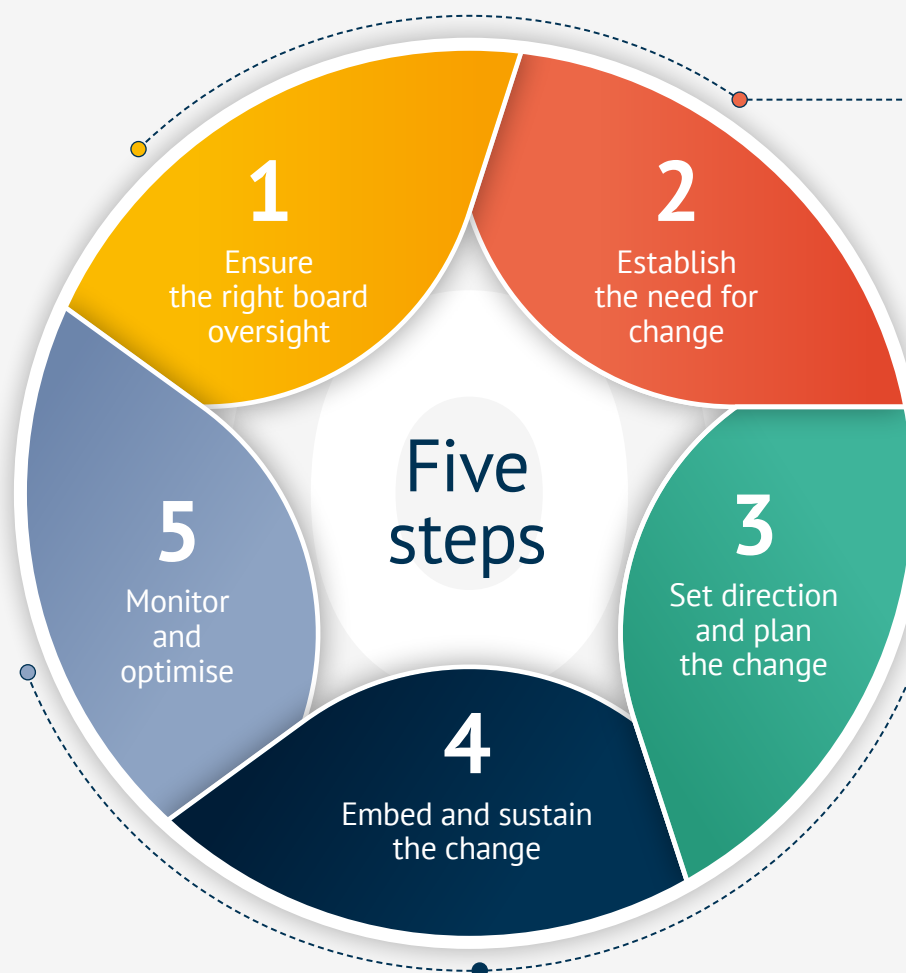 Five
steps
1
Ensure
the right board
oversight
2
Establish
the need for
change
3
Set direction
and plan
the change
4
Embed and sustain
the change
5
Monitor
and
optimise